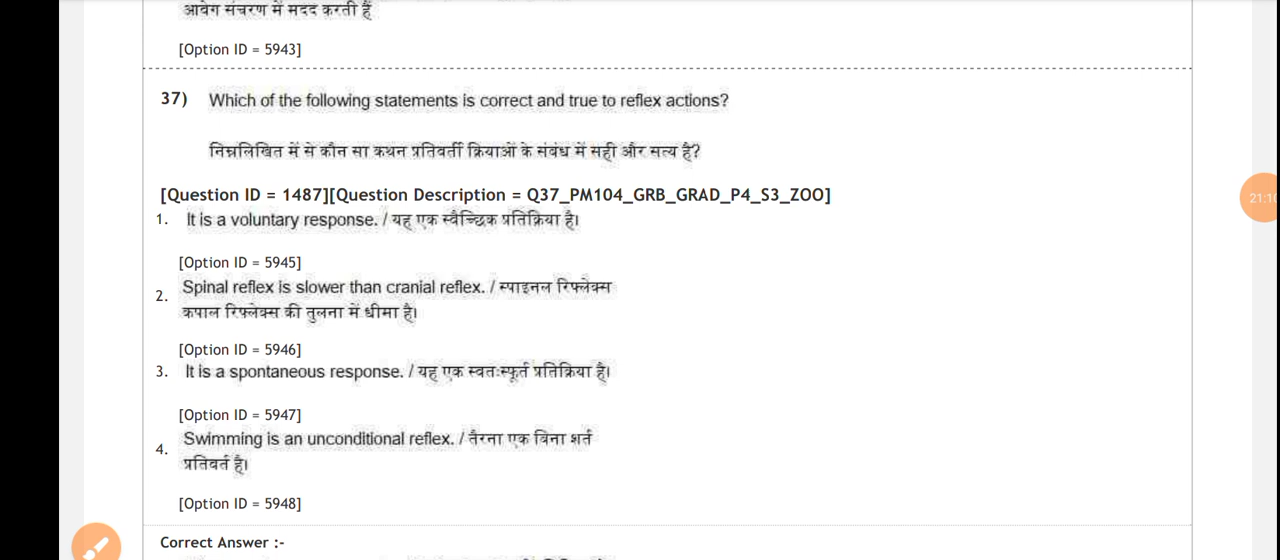 आवेग संचरण में मदद करती हैं
[Option ID = 5943]
37) Which of the following statements is correct and true to reflex actions?
निम्नलिखित में से कौन सा कथन प्रतिवर्ती क्रियाओं के संबंध में सही और सत्य है?
[Question ID = 1487][Question Description = Q37_PM104_GRB_GRAD_P4_S3_ZOO]
1. It is a voluntary response. / यह एक स्वैच्छिक प्रतिक्रिया है।
21:10
[Option ID = 5945]
2. Spinal reflex is slower than cranial reflex. / स्पाइनल रिफ्लेक्स
कपाल रिफ्लेक्स की तुलना में धीमा है।
[Option ID = 5946]
3. It is a spontaneous response. / यह एक स्वतःस्फूर्त प्रतिक्रिया है।
[Option ID = 5947]
4. Swimming is an unconditional reflex. / तैरना एक बिना शर्त
प्रतिवर्त है।
[Option ID = 5948]
Correct Answer :-